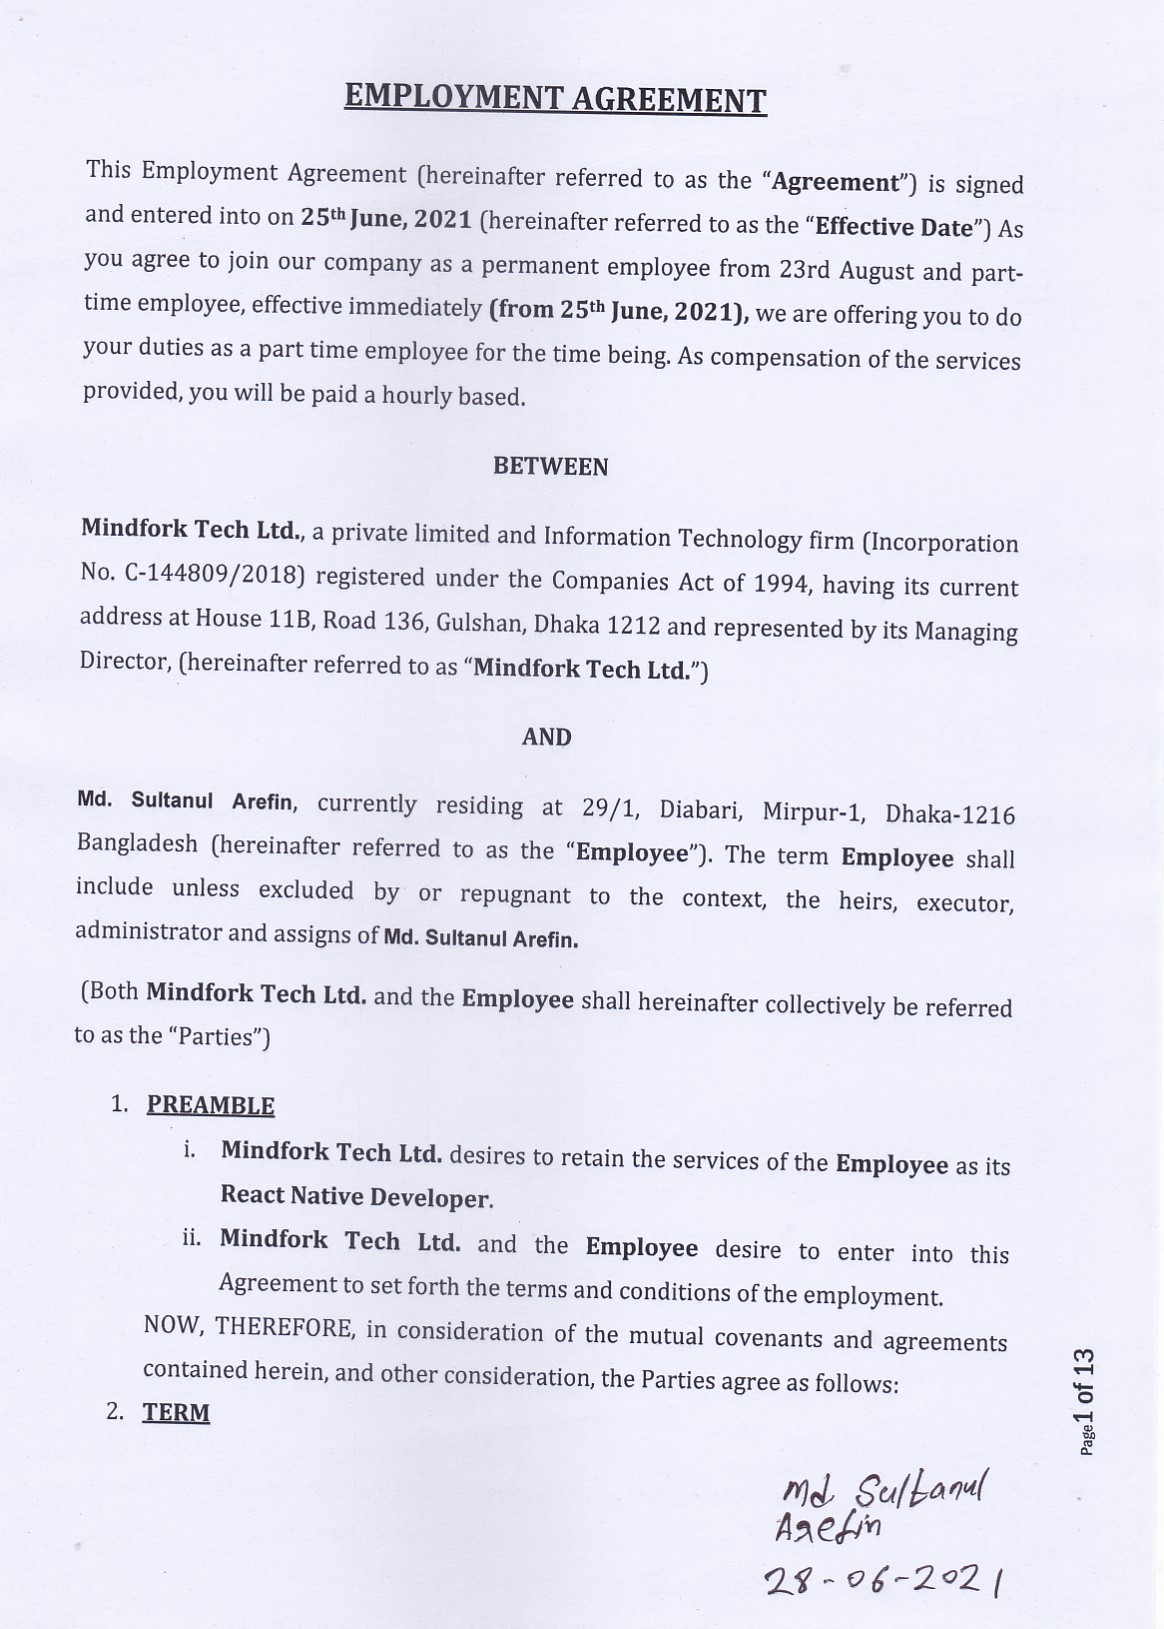 EMPLOYMENT AGREEMENT
This Employment Agreement (hereinafter referred to as the “Agreement”) is signed
and entered into on 25th June, 2021 (hereinafter referred to as the “Effective Date”) As
you agree to join our company as a permanent employee from 23rd August and part-
time employee, effective immediately (from 25th June, 2021), we are offering you to do
your duties as a part time employee for the time being. As compensation of the services
provided, you will be paid a hourly based.
BETWEEN
Mindfork Tech Ltd., a private limited and Information Technology firm (Incorporation
No. C-144809/2018) registered under the Companies Act of 1994, having its current
address at House 11B, Road 136, Gulshan, Dhaka 1212 and represented by its Managing
Director, (hereinafter referred to as “Mindfork Tech Ltd.”)
AND
Md. Sultanul Arefin, currently residing at 29/1, Diabari, Mirpur-1, Dhaka-1216
Bangladesh (hereinafter referred to as the “Employee”). The term Employee shall
include unless excluded by or repugnant to the context, the heirs, executor,
administrator and assigns of Md. Sultanul Arefin.
(Both Mindfork Tech Ltd. and the Employee shall hereinafter collectively be referred
to as the “Parties”)
1. PREAMBLE
i. Mindfork Tech Ltd. desires to retain the services of the Employee as its
React Native Developer.
ii. Mindfork Tech Ltd. and the Employee desire to enter into this
Agreement to set forth the terms and conditions of the employment.
NOW, THEREFORE, in consideration of the mutual covenants and agreements
contained herein, and other consideration, the Parties agree as follows:
2. TERM
Page1 of 13
Md Sultanul
Arefin
28-06-2021